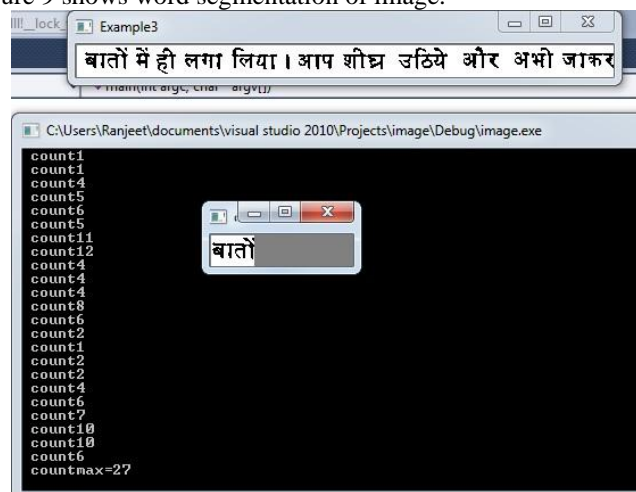 ure 9 shows word segmentation of image.
lll!__lock_
Example3
बातों में ही लगा लिया। आप शीघ्र उठिये और अभी जाकर
main(int argc, char argv[])
C:\Users\Ranjeet\documents\visual studio 2010\Projects\image\Debug\image.exe
count1
count1
count4
count5
count6
count5
count11
count12
बातों
count4
count4
count4
count8
count6
count2
count1
count2
count2
count4
count6
count7
count10
count10
count6
countmax=27